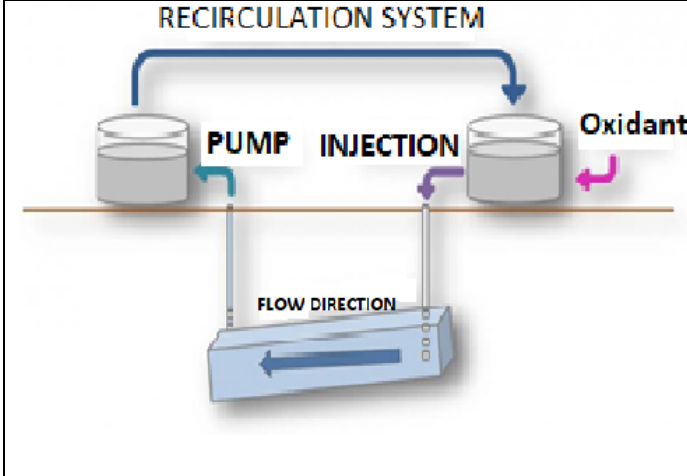 RECIRCULATION SYSTEM
Oxidant
PUMP
INJECTION
FLOW DIRECTION